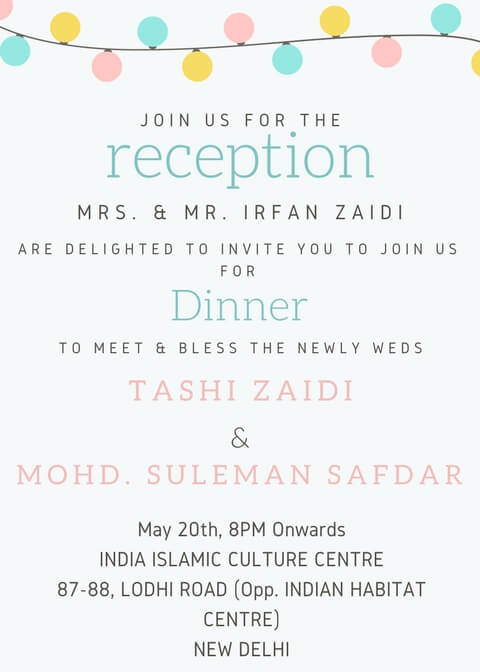 JOIN US FOR THE
reception
MRS. & MR. IRFAN ZAIDI
ARE DELIGHTED TO INVITE YOU TO JOIN US
FOR
Dinner
TO MEET & BLESS THE NEWLY WEDS
TASHI ZAIDI
&
MOHD. SULEMAN SAFDAR
May 20th, 8PM Onwards
INDIA ISLAMIC CULTURE CENTRE
87-88, LODHI ROAD (Opp. INDIAN HABITAT
CENTRE)
NEW DELHI